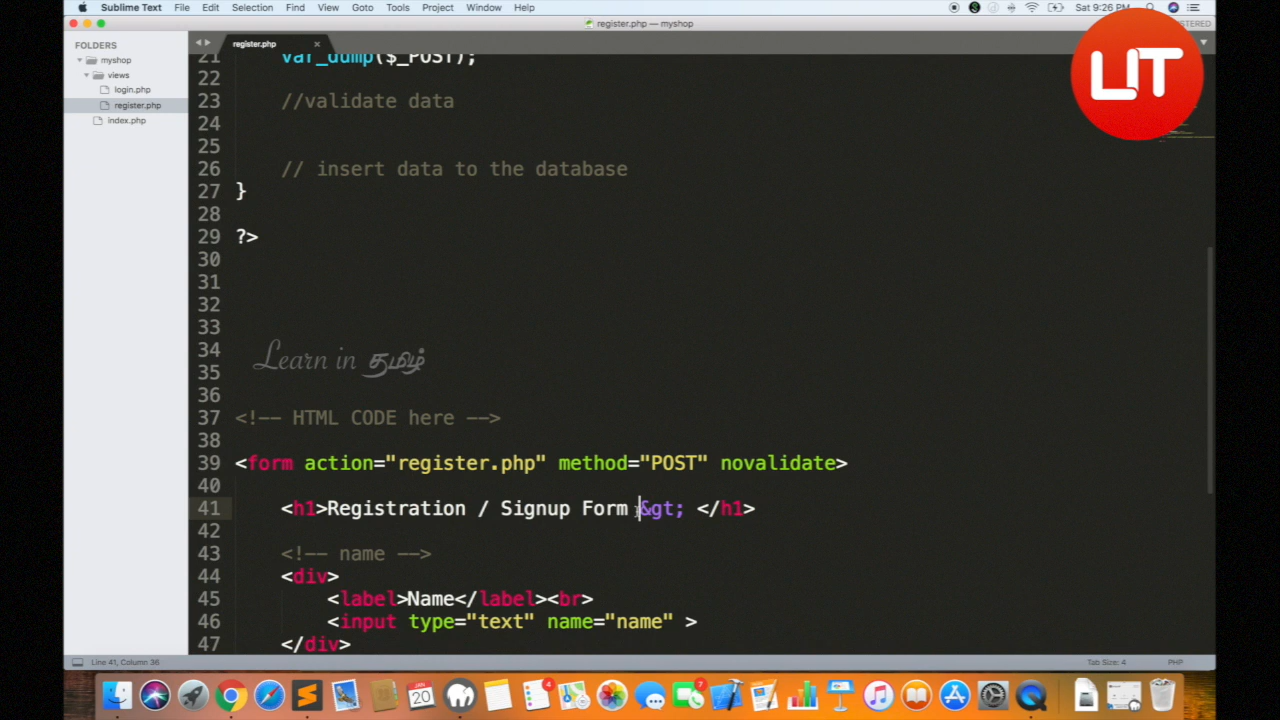 Sublime Text File Edit Selection Find View Goto Tools Project Window Help Sat 9:26 PM
register.php — myshop
FOLDERS
myshop
views
login.php
register.php
index.php
register.php
LIT
21 var_dump($_POST);
22
23 //validate data
24
25
26 // insert data to the database
27 }
28
29 ?>
30
31
32
33
34
Learn in தமிழ்
35
36
37 <!-- HTML CODE here -->
38
39 <form action="register.php" method="POST" novalidate>
40
41 <h1>Registration / Signup Form &gt; </h1>
42
43 <!-- name -->
44 <div>
45 <label>Name</label><br>
46 <input type="text" name="name" >
47 </div>
Line 41, Column 36 Tab Size: 4 PHP
JAN
20
4
7